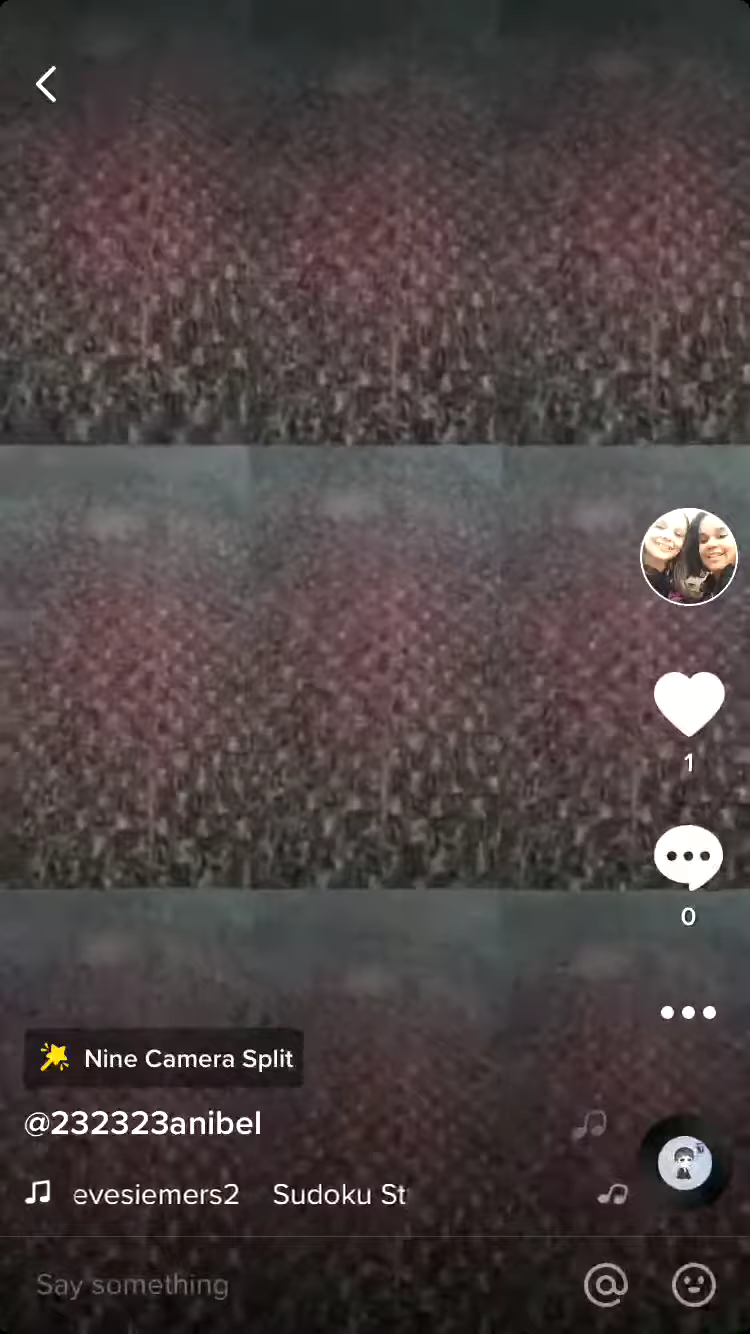 1
0
Nine Camera Split
@232323anibel
evesiemers2 Sudoku St
Say something